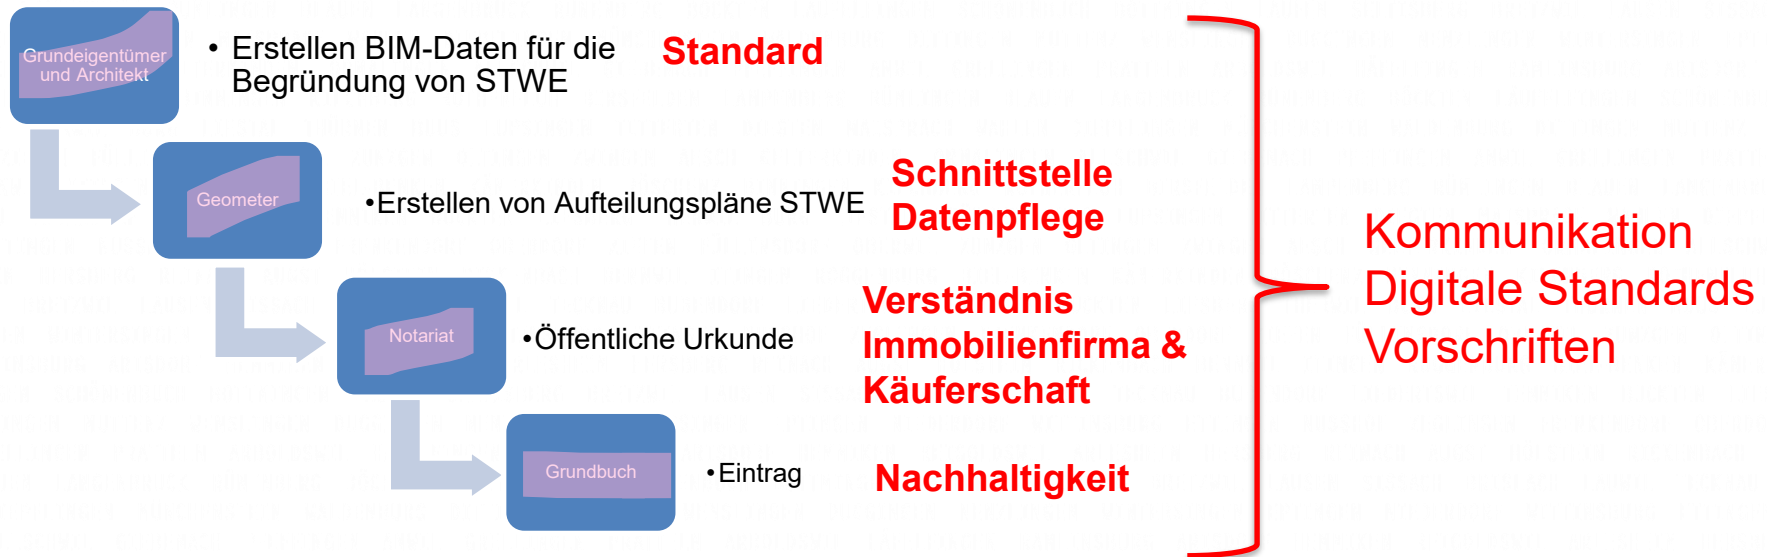 Grundeigentümer
und Architekt
• Erstellen BIM-Daten für die
Begründung von STWE
Standard
Geometer
•Erstellen von Aufteilungspläne STWE
Schnittstelle
Datenpflege
Notariat
•Öffentliche Urkunde
Verständnis
Immobilienfirma &
Käuferschaft
Grundbuch
•Eintrag
Nachhaltigkeit
Kommunikation
Digitale Standards
Vorschriften